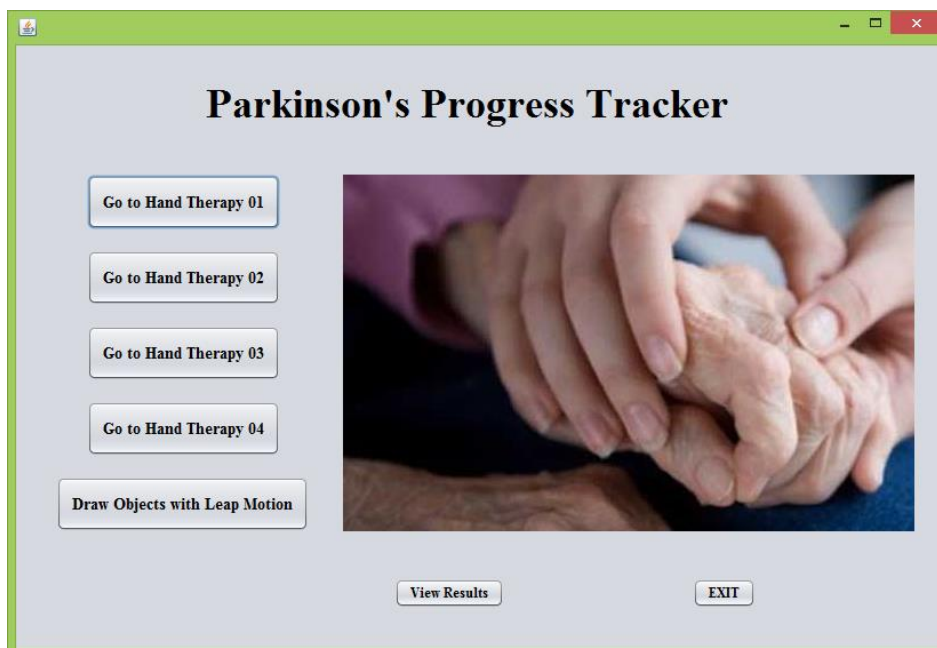 Parkinson's Progress Tracker
Go to Hand Therapy 01
Go to Hand Therapy 02
Go to Hand Therapy 03
Go to Hand Therapy 04
Draw Objects with Leap Motion
View Results
EXIT